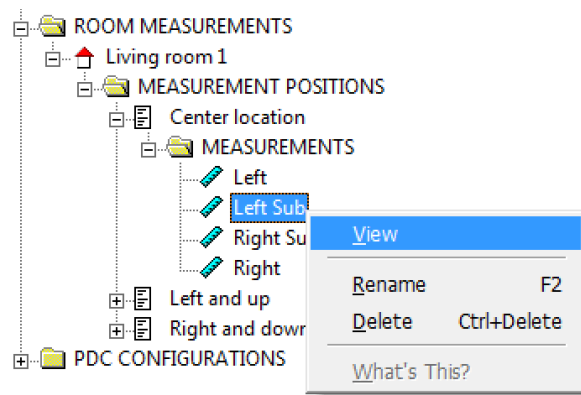 ROOM MEASUREMENTS
Living room 1
MEASUREMENT POSITIONS
Center location
MEASUREMENTS
Left
Left Sub
Right Su
View
Right
Rename F2
Left and up
Delete Ctrl+Delete
Right and down
PDC CONFIGURATIONS
What's This?